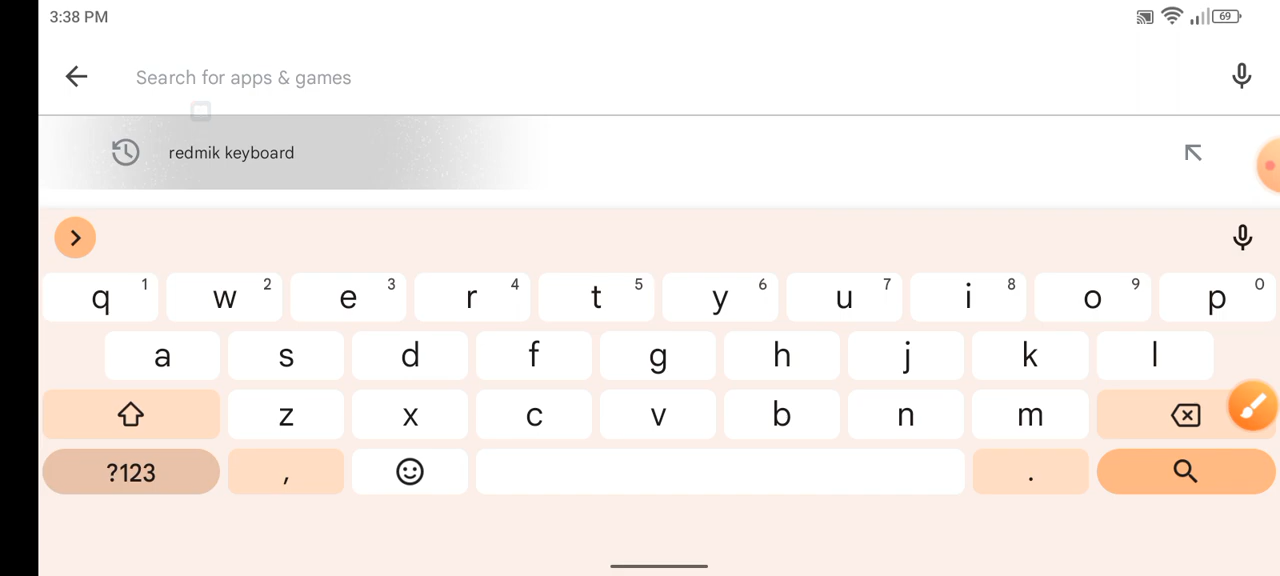 3:38 PM
69
Search for apps & games
redmik keyboard
q 1 w 2 e 3 r 4 t 5 y 6 u 7 i 8 o 9 p 0
a s d f g h j k l
z x c v b n m
?123 , .